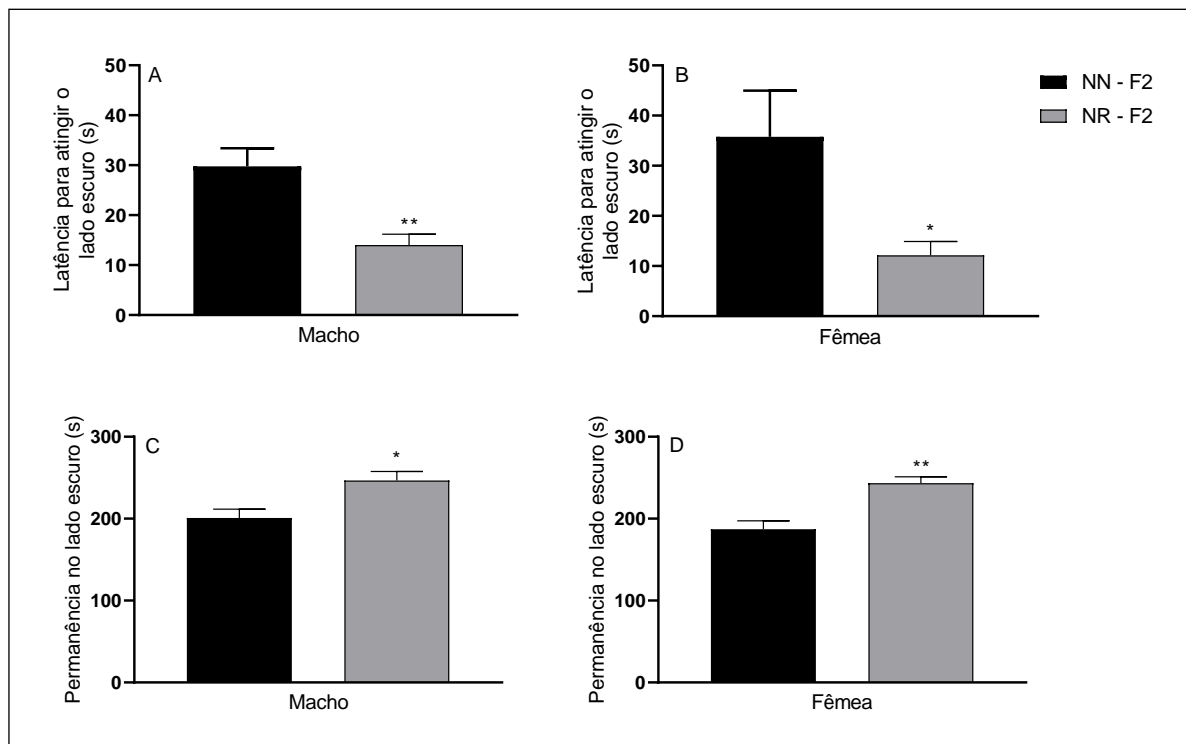 A
Latência para atingir o
lado escuro (s)
50
40
30
20
10
0
**
Macho
B
Latência para atingir o
lado escuro (s)
50
40
30
20
10
0
*
Fêmea
NN - F2
NR - F2
C
Permanência no lado escuro (s)
300
200
100
0
*
Macho
D
Permanência no lado escuro (s)
300
200
100
0
**
Fêmea